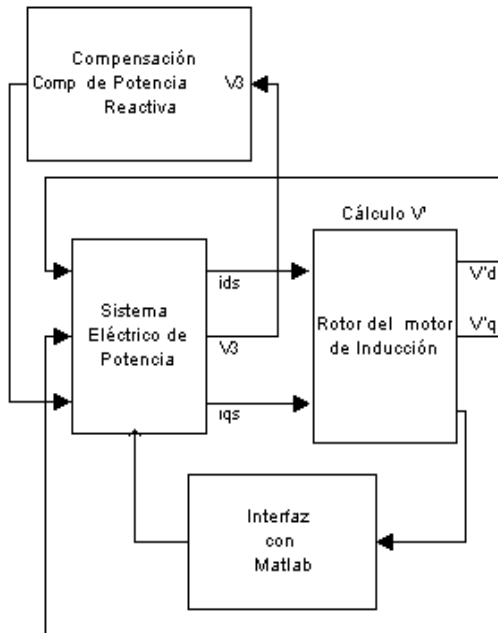 Compensación
Comp de Potencia V3
Reactiva
Cálculo V'
ids
V'd
Sistema
Eléctrico de
Potencia
V3
Rotor del motor
de Inducción
V'q
iqs
Interfaz
con
Matlab